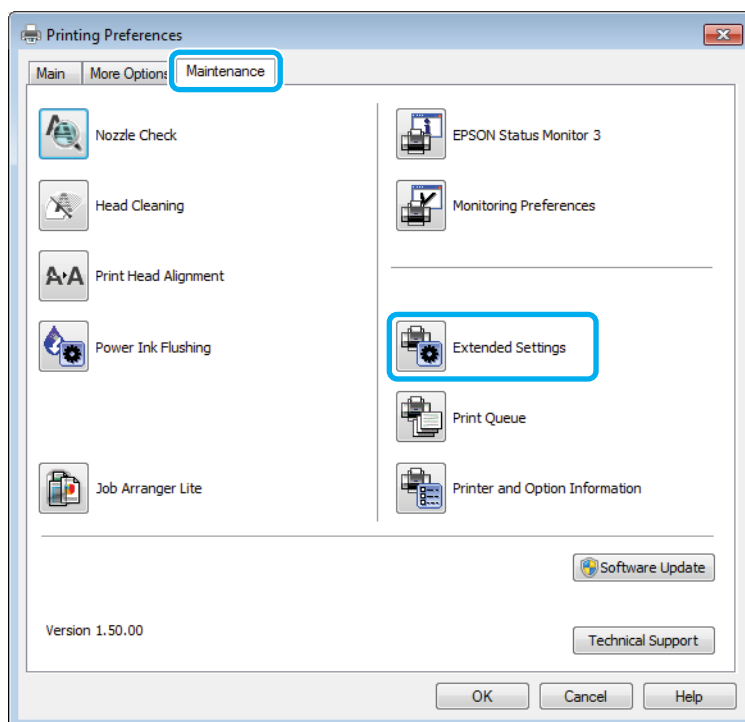 Printing Preferences
Main
More Options
Maintenance
Nozzle Check
Head Cleaning
A·A Print Head Alignment
Power Ink Flushing
Job Arranger Lite
EPSON Status Monitor 3
Monitoring Preferences
Extended Settings
Print Queue
Printer and Option Information
Software Update
Version 1.50.00
Technical Support
OK
Cancel
Help